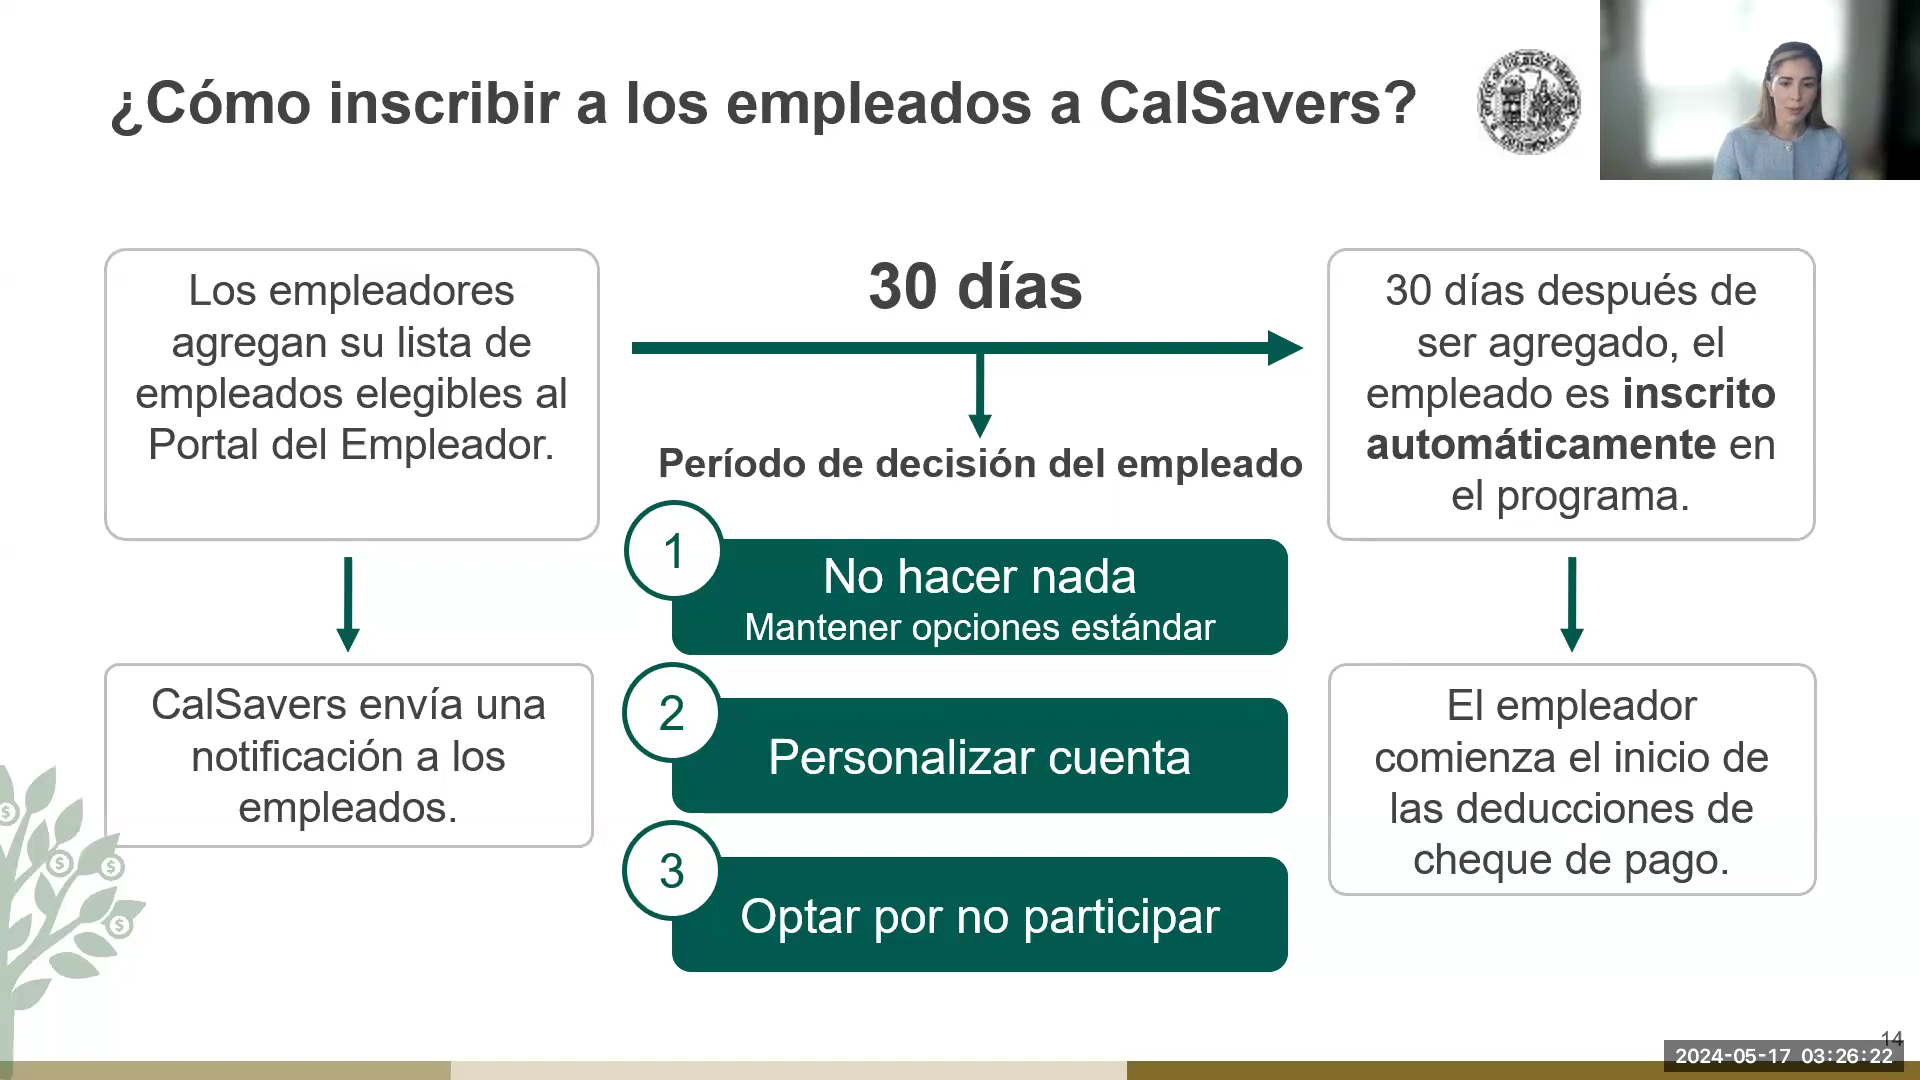 ¿Cómo inscribir a los empleados a CalSavers?
Los empleadores
agregan su lista de
empleados elegibles al
Portal del Empleador.
CalSavers envía una
notificación a los
empleados.
30 días
Período de decisión del empleado
1
No hacer nada
Mantener opciones estándar
2
Personalizar cuenta
3
Optar por no participar
30 días después de
ser agregado, el
empleado es inscrito
automáticamente en
el programa.
El empleador
comienza el inicio de
las deducciones de
cheque de pago.
$
$
$
$
14
2024-05-17 03:26:22